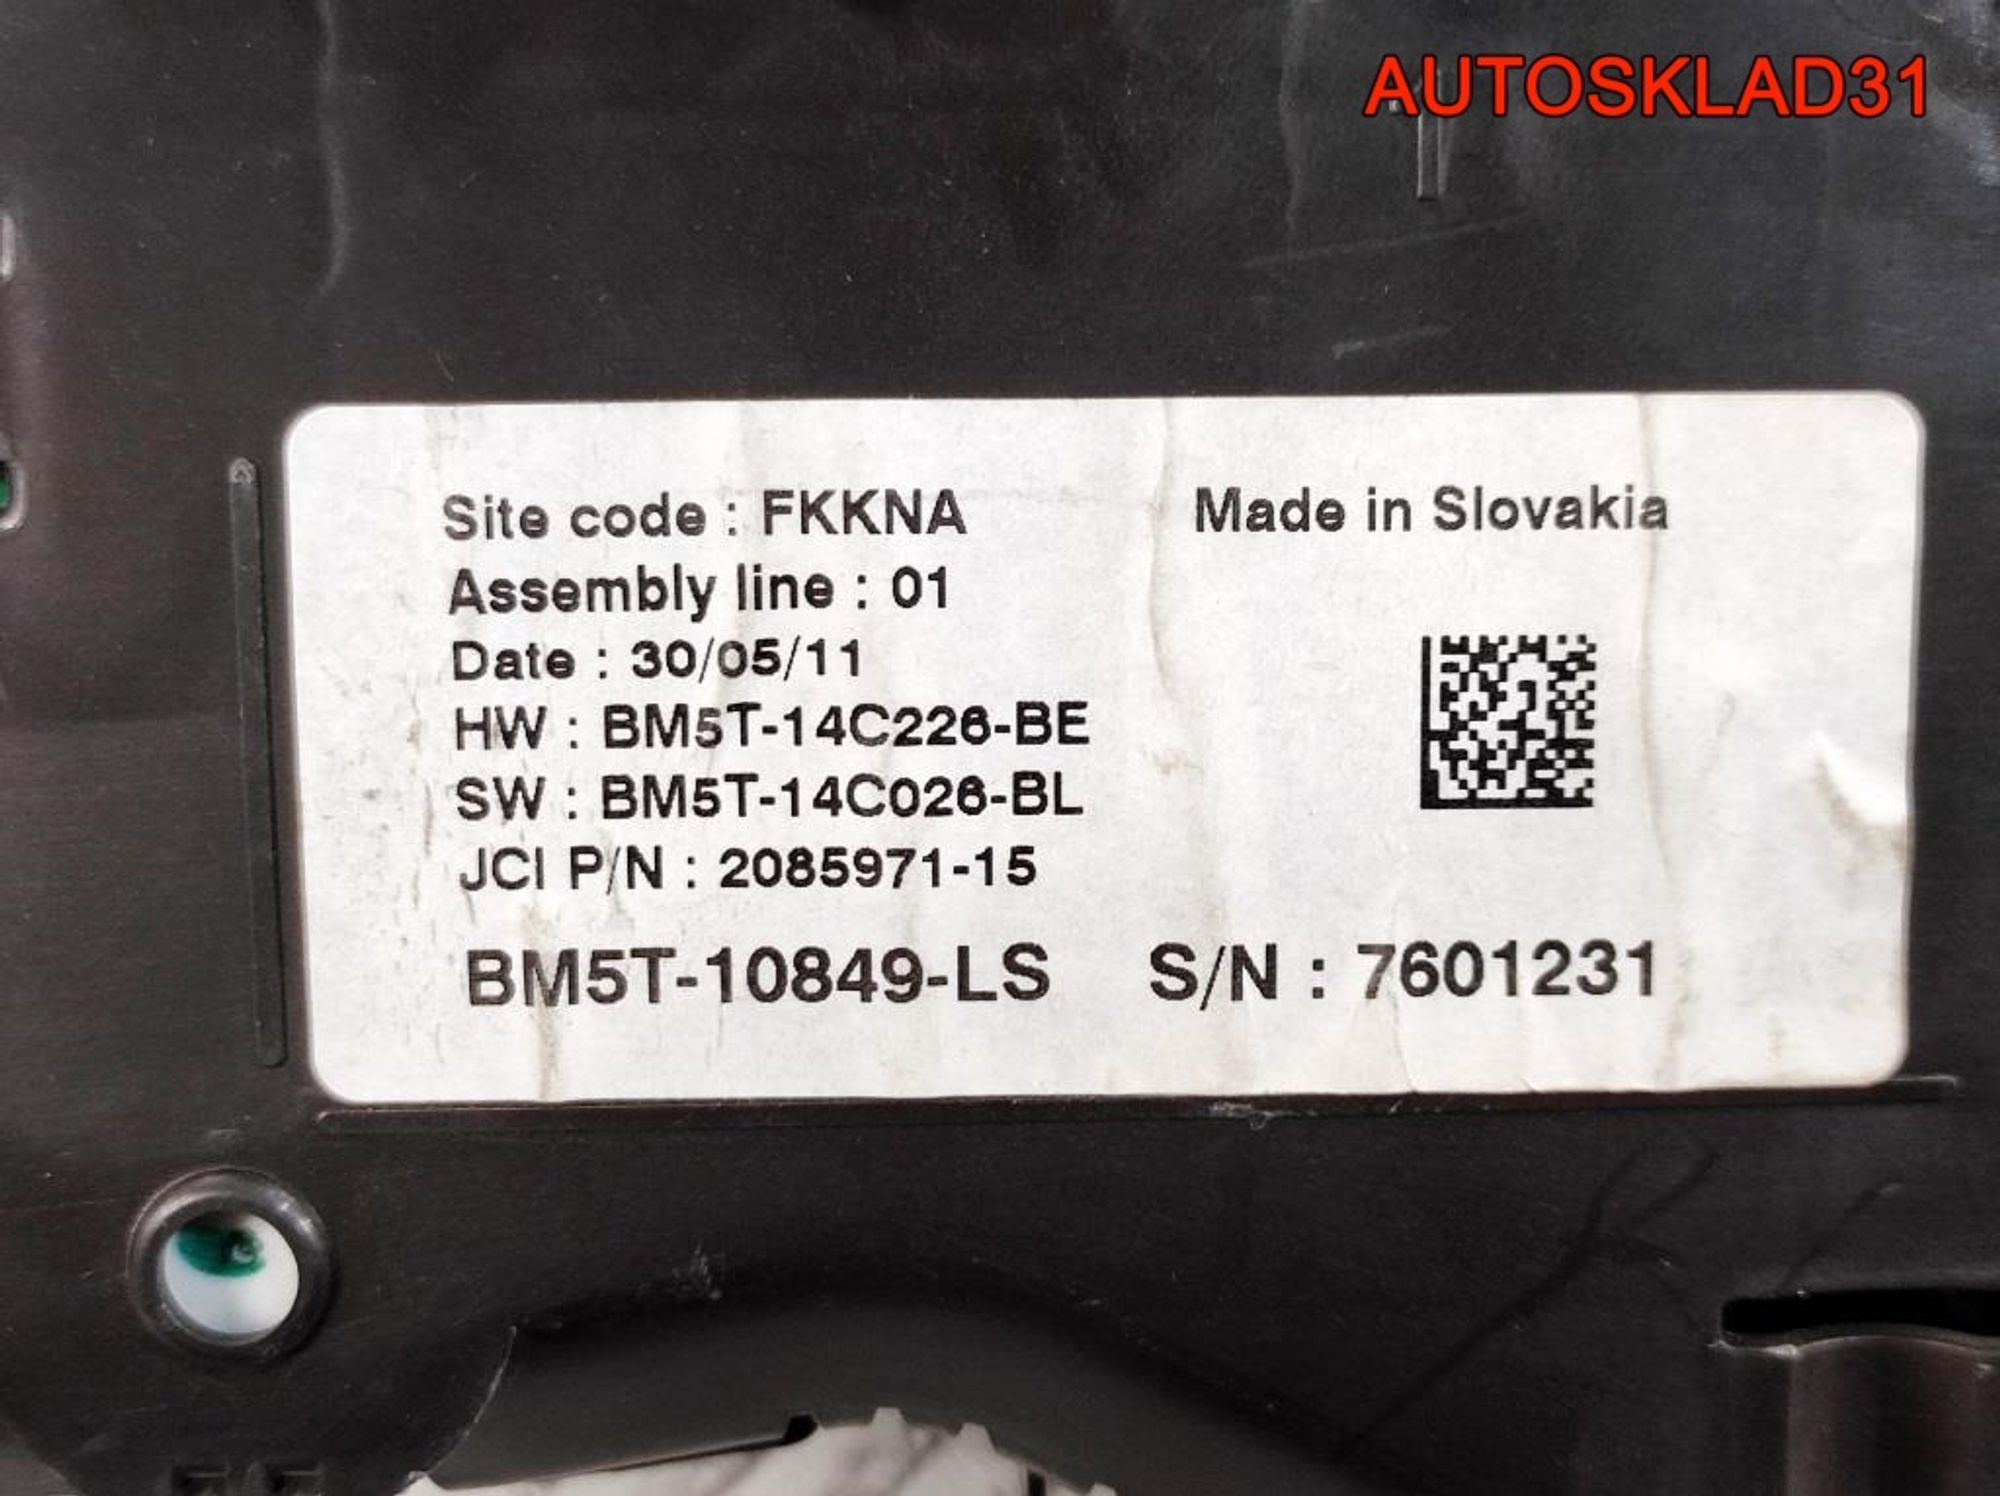 AUTOSKLAD31
Site code : FKKNA
Made in Slovakia
Assembly line : 01
Date : 30/05/11
HW : BM5T-14C226-BE
SW : BM5T-14C026-BL
JCI P/N : 2085971-15
BM5T-10849-LS S/N : 7601231